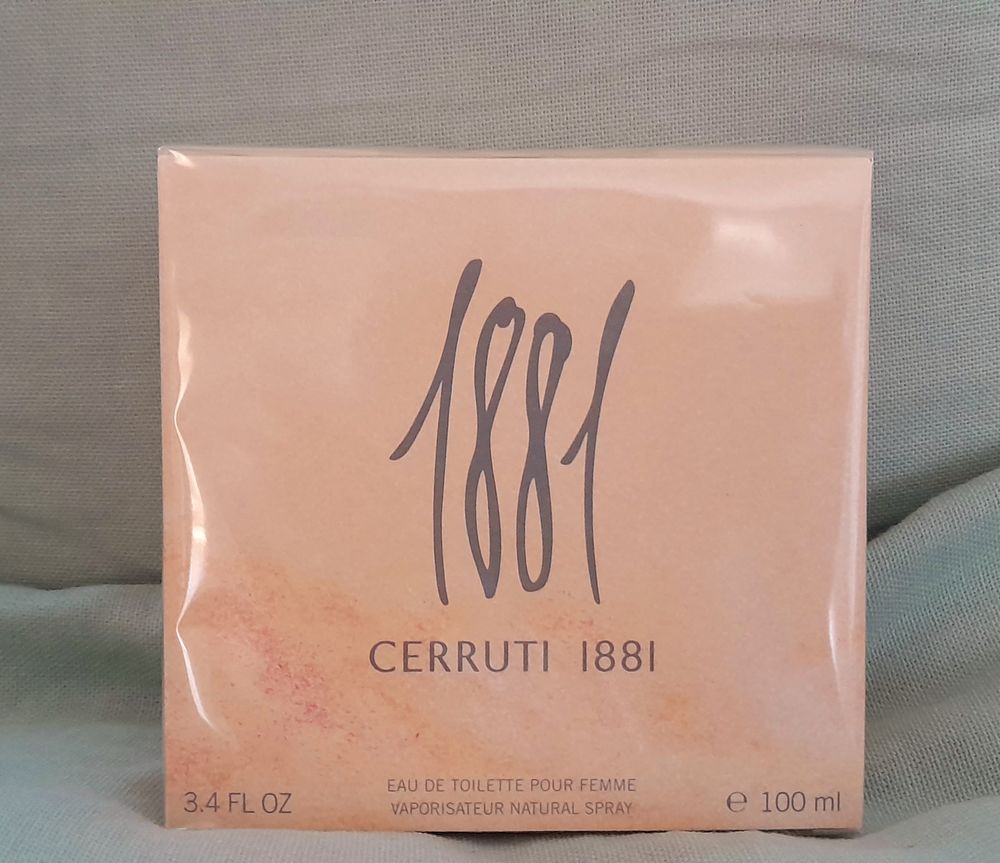 1881
CERRUTI 1881
EAU DE TOILETTE POUR FEMME
VAPORISATEUR NATURAL SPRAY
3.4 FL OZ
℮ 100 ml